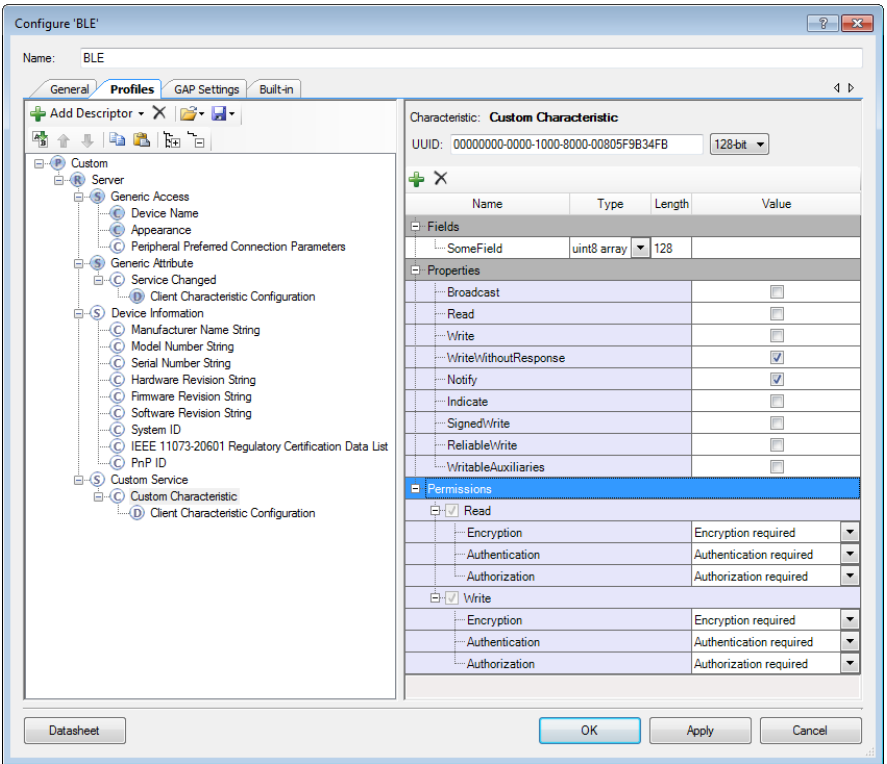 Configure 'BLE'
Name: BLE
General Profiles GAP Settings Built-in
Add Descriptor
P Custom
R Server
S Generic Access
C Device Name
C Appearance
C Peripheral Preferred Connection Parameters
S Generic Attribute
C Service Changed
D Client Characteristic Configuration
S Device Information
C Manufacturer Name String
C Model Number String
C Serial Number String
C Hardware Revision String
C Firmware Revision String
C Software Revision String
C System ID
C IEEE 11073-20601 Regulatory Certification Data List
C PnP ID
S Custom Service
C Custom Characteristic
D Client Characteristic Configuration
Characteristic: Custom Characteristic
UUID: 00000000-0000-1000-8000-00805F9B34FB 128-bit
Name Type Length Value
Fields
SomeField uint8 array 128
Properties
Broadcast
Read
Write
WriteWithoutResponse
Notify
Indicate
SignedWrite
ReliableWrite
WritableAuxiliaries
Permissions
Read
Encryption Encryption required
Authentication Authentication required
Authorization Authorization required
Write
Encryption Encryption required
Authentication Authentication required
Authorization Authorization required
Datasheet OK Apply Cancel